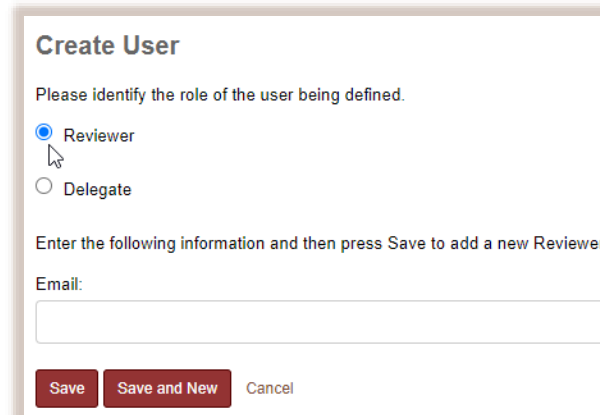 Create User
Please identify the role of the user being defined.
Reviewer
Delegate
Enter the following information and then press Save to add a new Reviewe
Email:
Save Save and New Cancel